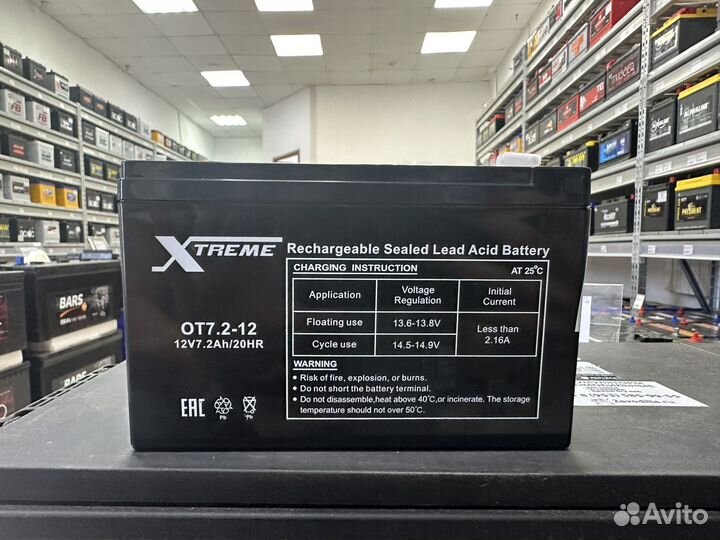 XTREME
Rechargeable Sealed Lead Acid Battery
CHARGING INSTRUCTION AT 25°C
Application Voltage Regulation Initial Current
Floating use 13.6-13.8V Less than 2.16A
Cycle use 14.5-14.9V
OT7.2-12
12V7.2Ah/20HR
WARNING
• Risk of fire, explosion, or burns.
• Do not short the battery terminal.
• Do not disassemble,heat above 40°C,or incinerate. The storage
temperature should not over 50°C.
EAC Pb Pb
BARS
Avito